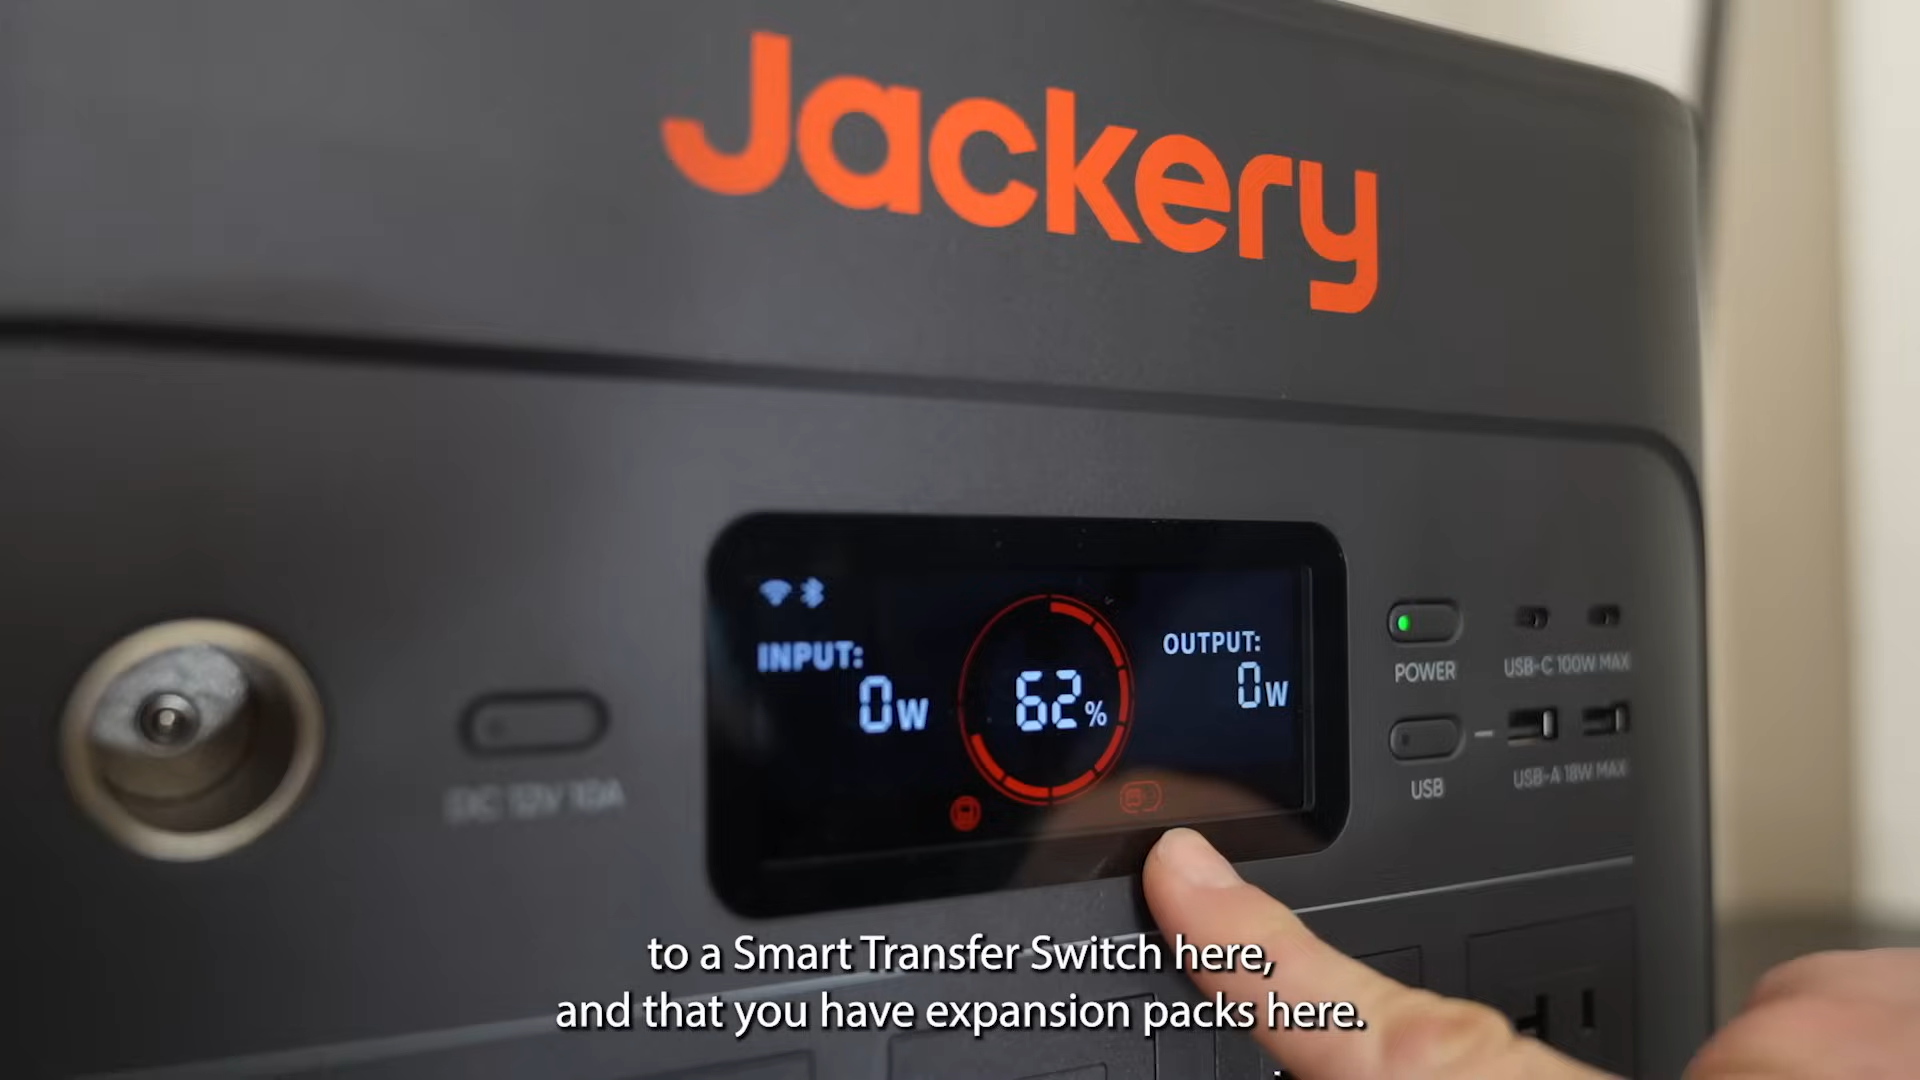 Jackery
INPUT:
0W
62%
OUTPUT:
0W
POWER
USB-C 100W MAX
USB
USB-A 18W MAX
DC 12V 10A
to a Smart Transfer Switch here,
and that you have expansion packs here.